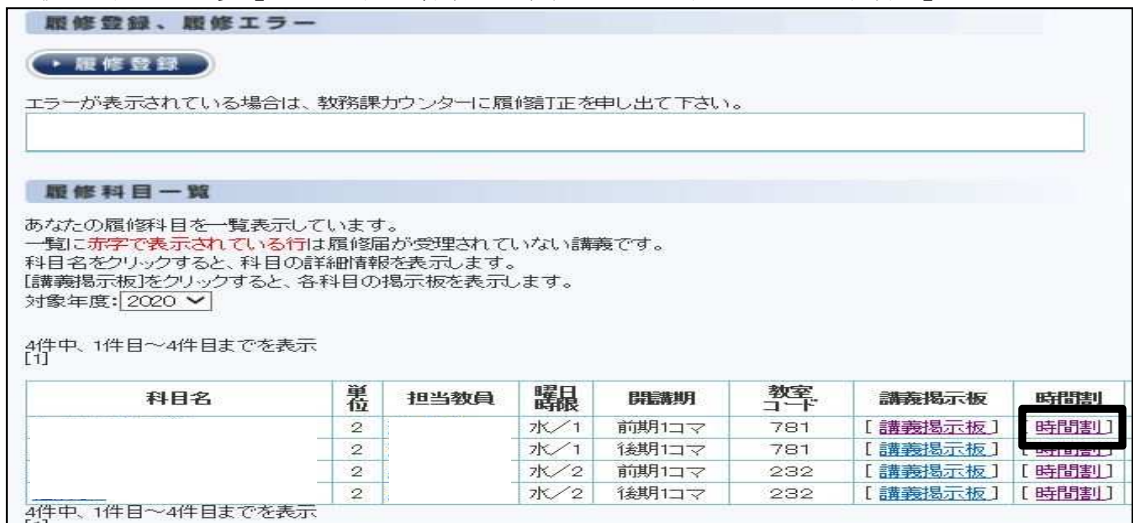 履修登録、履修エラー
履修登録
エラーが表示されている場合は、教務課カウンターに履修訂正を申し出て下さい。
履修科目一覧
あなたの履修科目を一覧表示しています。
一覧に赤字で表示されている行は履修届が受理されていない講義です。
科目名をクリックすると、科目の詳細情報を表示します。
[講義掲示板]をクリックすると、各科目の掲示板を表示します。
対象年度: 2020
4件中、1件目～4件目までを表示
[1]
科目名 単位 担当教員 曜日時限 開講期 教室コード 講義掲示板 時間割
2 水／1 前期1コマ 781 [講義掲示板] [時間割]
2 水／1 後期1コマ 781 [講義掲示板] [時間割]
2 水／2 前期1コマ 232 [講義掲示板] [時間割]
2 水／2 後期1コマ 232 [講義掲示板] [時間割]
4件中、1件目～4件目までを表示